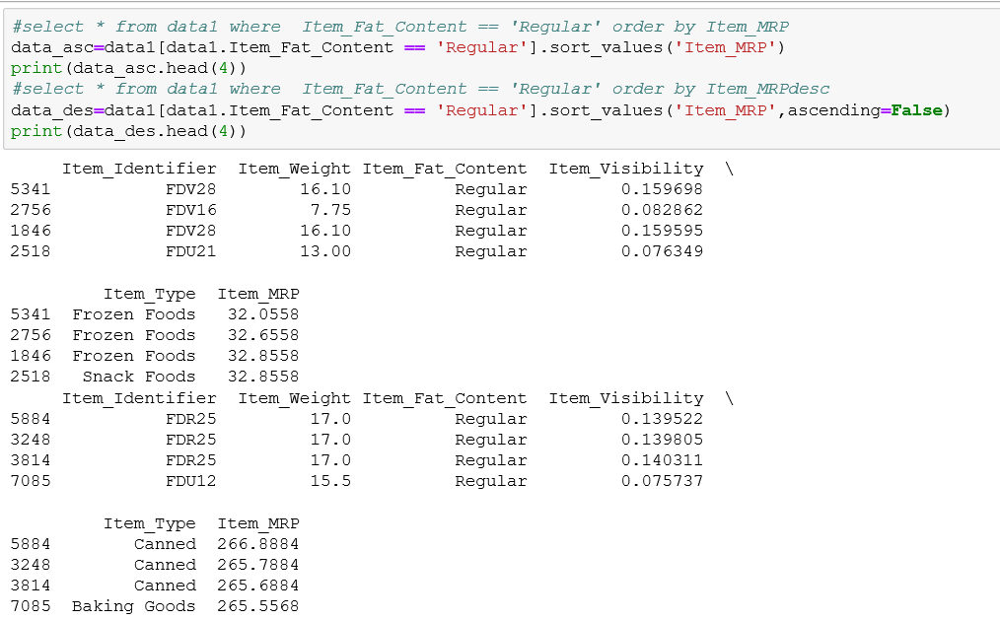 #select * from data1 where  Item_Fat_Content == 'Regular' order by Item_MRP
data_asc=data1[data1.Item_Fat_Content == 'Regular'].sort_values('Item_MRP')
print(data_asc.head(4))
#select * from data1 where  Item_Fat_Content == 'Regular' order by Item_MRPdesc
data_des=data1[data1.Item_Fat_Content == 'Regular'].sort_values('Item_MRP',ascending=False)
print(data_des.head(4))
     Item_Identifier  Item_Weight Item_Fat_Content  Item_Visibility  \
5341           FDV28        16.10          Regular         0.159698
2756           FDV16         7.75          Regular         0.082862
1846           FDV28        16.10          Regular         0.159595
2518           FDU21        13.00          Regular         0.076349
         Item_Type  Item_MRP
5341  Frozen Foods   32.0558
2756  Frozen Foods   32.6558
1846  Frozen Foods   32.8558
2518   Snack Foods   32.8558
     Item_Identifier  Item_Weight Item_Fat_Content  Item_Visibility  \
5884           FDR25         17.0          Regular         0.139522
3248           FDR25         17.0          Regular         0.139805
3814           FDR25         17.0          Regular         0.140311
7085           FDU12         15.5          Regular         0.075737
         Item_Type  Item_MRP
5884        Canned  266.8884
3248        Canned  265.7884
3814        Canned  265.6884
7085  Baking Goods  265.5568